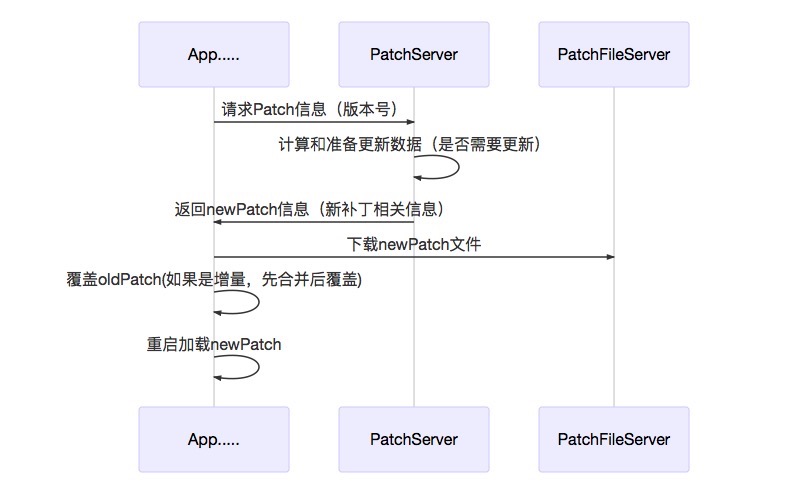 App.....
PatchServer
PatchFileServer
请求Patch信息（版本号）
计算和准备更新数据（是否需要更新）
返回newPatch信息（新补丁相关信息）
下载newPatch文件
覆盖oldPatch(如果是增量，先合并后覆盖)
重启加载newPatch
App.....
PatchServer
PatchFileServer